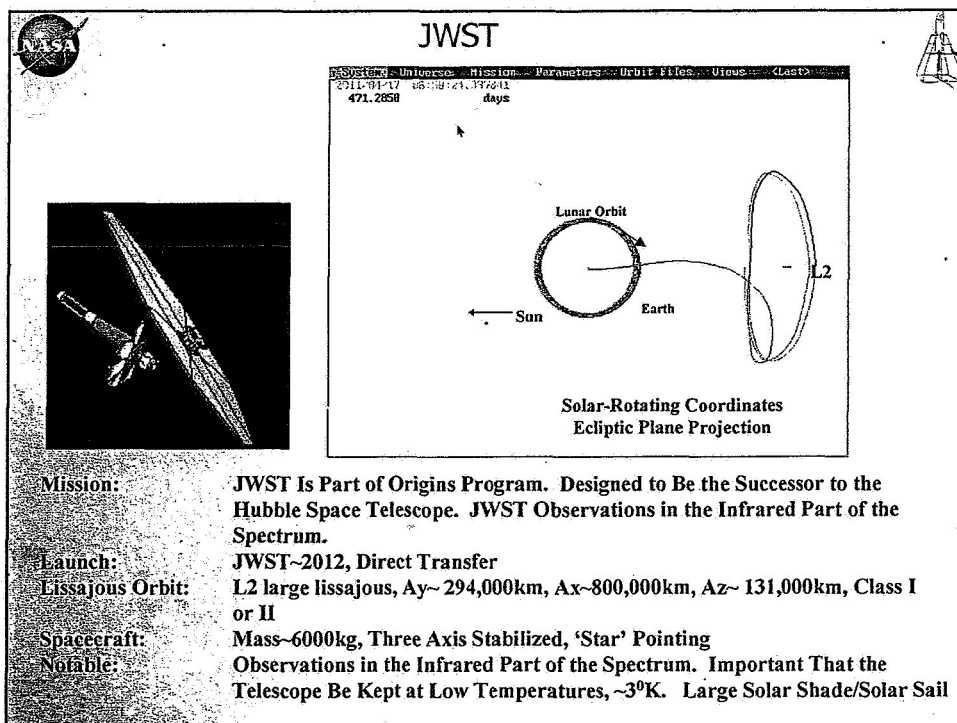 NASA
JWST
System Universe Mission Parameters Orbit Files Views <Last>
471.2850 days
Lunar Orbit
L2
Earth
Sun
Solar-Rotating Coordinates
Ecliptic Plane Projection
Mission: JWST Is Part of Origins Program. Designed to Be the Successor to the
Hubble Space Telescope. JWST Observations in the Infrared Part of the
Spectrum.
Launch: JWST~2012, Direct Transfer
Lissajous Orbit: L2 large lissajous, Ay~ 294,000km, Ax~800,000km, Az~ 131,000km, Class I
or II
Spacecraft: Mass~6000kg, Three Axis Stabilized, ‘Star’ Pointing
Notable: Observations in the Infrared Part of the Spectrum. Important That the
Telescope Be Kept at Low Temperatures, ~3⁰K. Large Solar Shade/Solar Sail